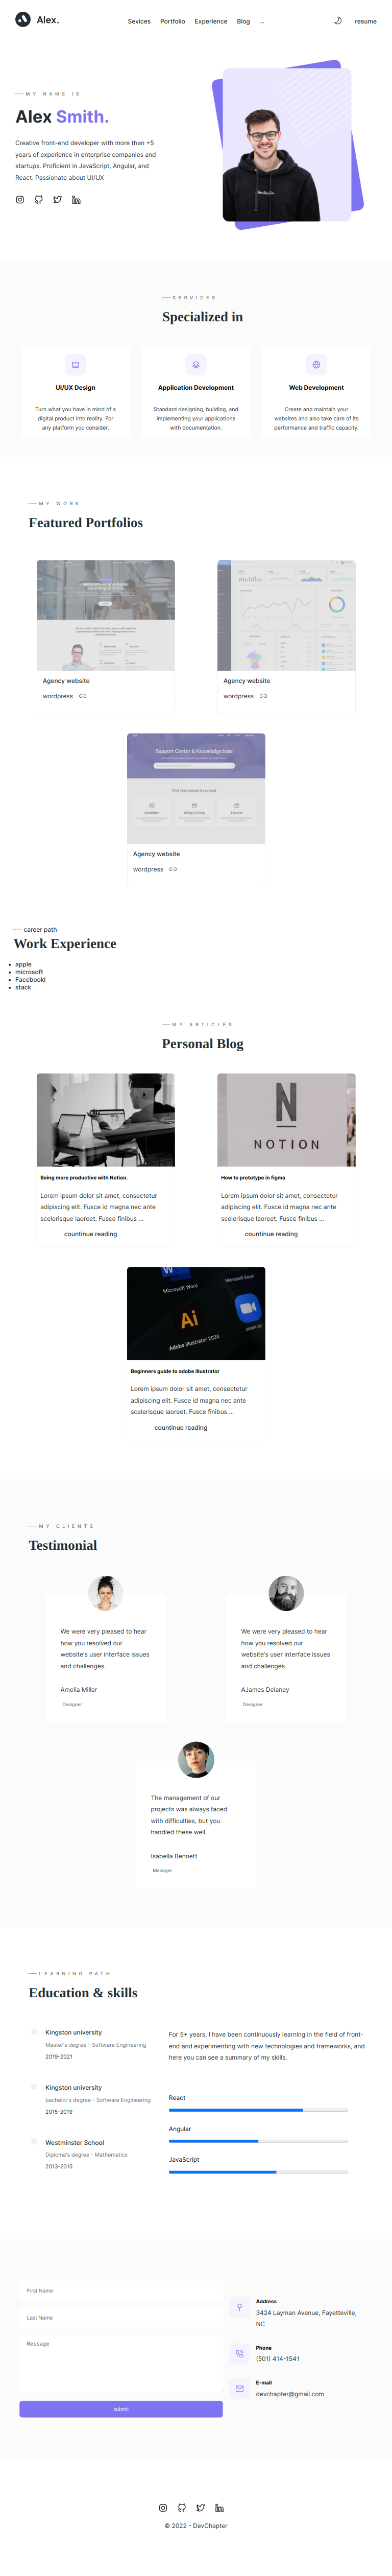 Alex.
Sevices Portfolio Experience Blog ...
resume
MY NAME IS
Alex Smith.
Creative front-end developer with more than +5
years of experience in enterprise companies and
startups. Proficient in JavaScript, Angular, and
React. Passionate about UI/UX
SERVICES
Specialized in
UI/UX Design
Turn what you have in mind of a
digital product into reality. For
any platform you consider.
Application Development
Standard designing, building, and
implementing your applications
with documentation.
Web Development
Create and maintain your
websites and also take care of its
performance and traffic capacity.
MY WORK
Featured Portfolios
Agency website
wordpress
Agency website
wordpress
Support Center & Knowledge base
Find your answer by subject
Agency website
wordpress
career path
Work Experience
apple
microsoft
Facebookl
stack
MY ARTICLES
Personal Blog
Being more productive with Notion.
Lorem ipsum dolor sit amet, consectetur
adipiscing elit. Fusce id mauris nec ante
scelerisque laoreet. Fusce finibus ...
countinue reading
N
NOTION
How to prototype in figma
Lorem ipsum dolor sit amet, consectetur
adipiscing elit. Fusce id mauris nec ante
scelerisque laoreet. Fusce finibus ...
countinue reading
Microsoft Word
Microsoft Exce
Ai
Adobe Illustrator 2020
Beginners guide to adobe illustrator
Lorem ipsum dolor sit amet, consectetur
adipiscing elit. Fusce id mauris nec ante
scelerisque laoreet. Fusce finibus ...
countinue reading
MY CLIENTS
Testimonial
We were very pleased to hear
how you resolved our
website's user interface issues
and challenges.
Amelia Miller
Designer
We were very pleased to hear
how you resolved our
website's user interface issues
and challenges.
AJames Delaney
Designer
The management of our
projects was always faced
with difficulties, but you
handled these well.
Isabella Bennett
Manager
LEARNING PATH
Education & skills
Kingston university
Master's degree - Software Engineering
2019-2021
Kingston university
bachelor's degree - Software Engineering
2015-2019
Westminster School
Diploma's degree - Mathematics
2013-2015
For 5+ years, I have been continuously learning in the field of front-
end and experimenting with new technologies and frameworks, and
here you can see a summary of my skills.
React
Angular
JavaScript
First Name
Last Name
Message
submit
Address
3424 Layman Avenue, Fayetteville,
NC
Phone
(501) 414-1541
E-mail
devchapter@gmail.com
© 2022 - DevChapter